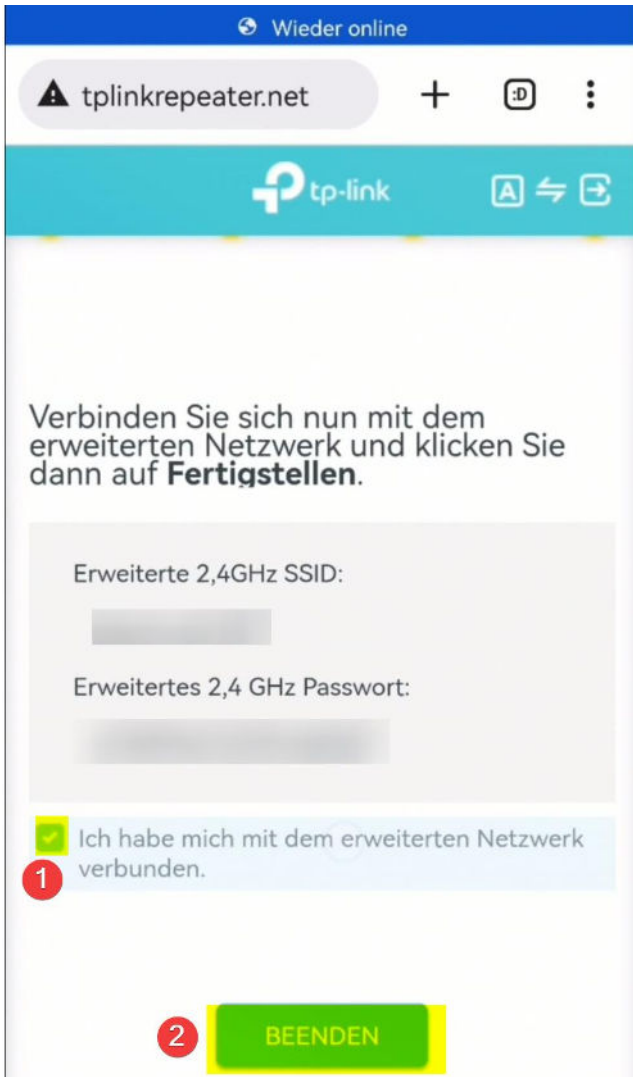 Wieder online
tplinkrepeater.net
:D
tp-link
A
Verbinden Sie sich nun mit dem
erweiterten Netzwerk und klicken Sie
dann auf Fertigstellen.
Erweiterte 2,4GHz SSID:
Erweitertes 2,4 GHz Passwort:
Ich habe mich mit dem erweiterten Netzwerk
verbunden.
1
2
BEENDEN